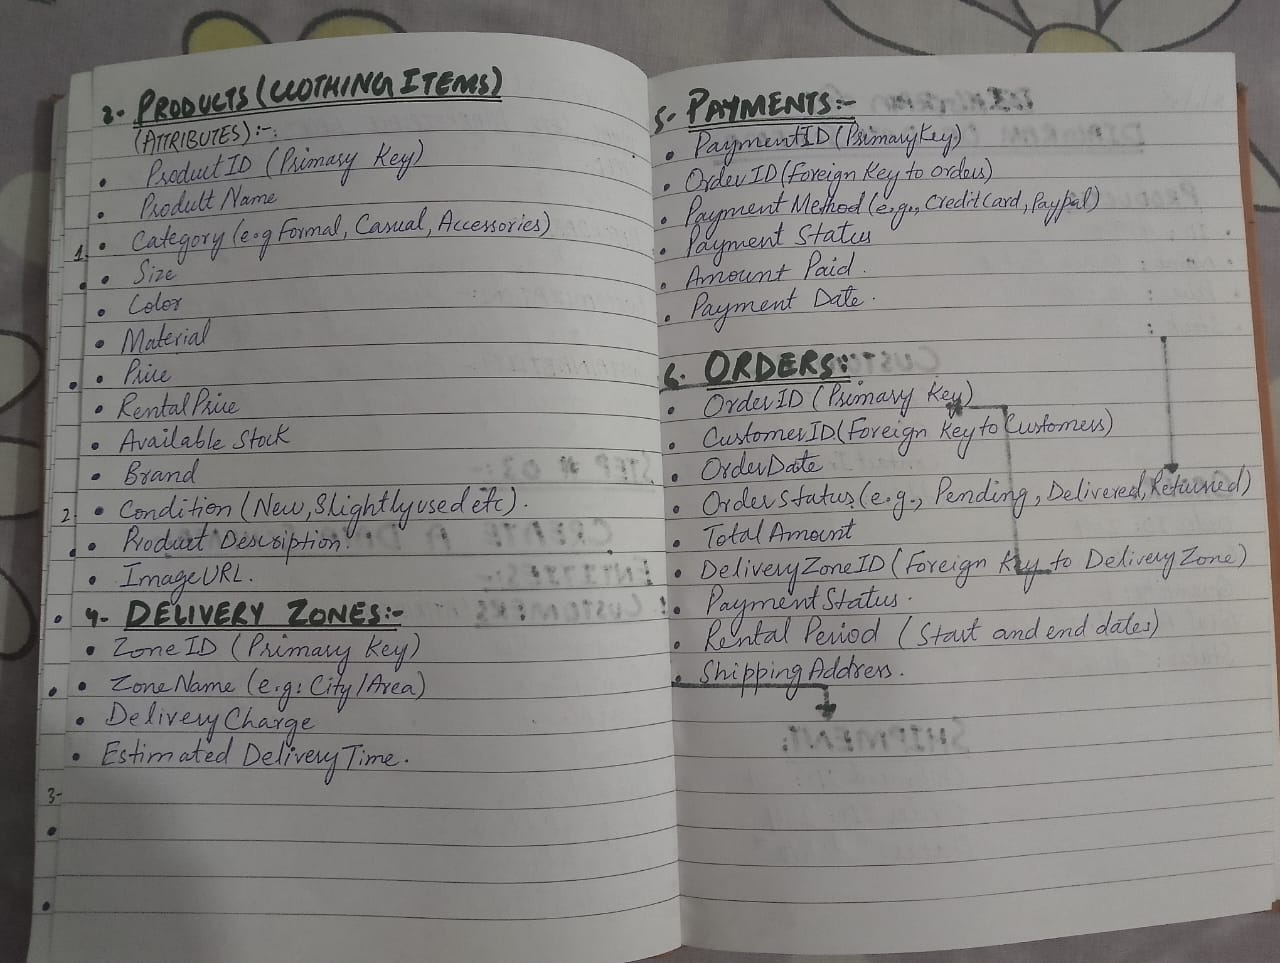 3- PRODUCTS (CLOTHING ITEMS)
(ATTRIBUTES):-
• Product ID (Primary Key)
• Product Name
• Category (e.g Formal, Casual, Accessories)
• Size
• Color
• Material
• Price
• Rental Price
• Available Stock
• Brand
• Condition (New, Slightly used etc).
• Product Description.
• Image URL.
4- DELIVERY ZONES:-
• Zone ID (Primary Key)
• Zone Name (e.g: City/Area)
• Delivery Charge
• Estimated Delivery Time.
1.
2-
3-
5- PAYMENTS:-
• Payment ID (Primary Key)
• Order ID (Foreign Key to orders)
• Payment Method (e.g., Credit Card, Paypal)
• Payment Status
• Amount Paid.
• Payment Date.
6. ORDERS:-
• Order ID (Primary Key)
• Customer ID (Foreign Key to Customers)
• Order Date
• Order Status (e.g., Pending, Delivered, Returned)
• Total Amount
• Delivery Zone ID (Foreign Key to Delivery Zone)
• Payment Status.
• Rental Period (Start and end dates)
• Shipping Address.